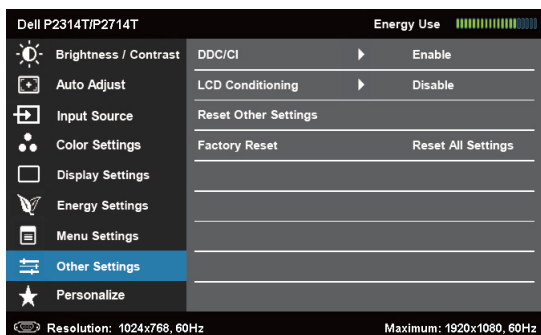 Dell P2314T/P2714T Energy Use
Brightness / Contrast DDC/CI Enable
Auto Adjust LCD Conditioning Disable
Input Source Reset Other Settings
Color Settings Factory Reset Reset All Settings
Display Settings
Energy Settings
Menu Settings
Other Settings
Personalize
Resolution: 1024x768, 60Hz Maximum: 1920x1080, 60Hz